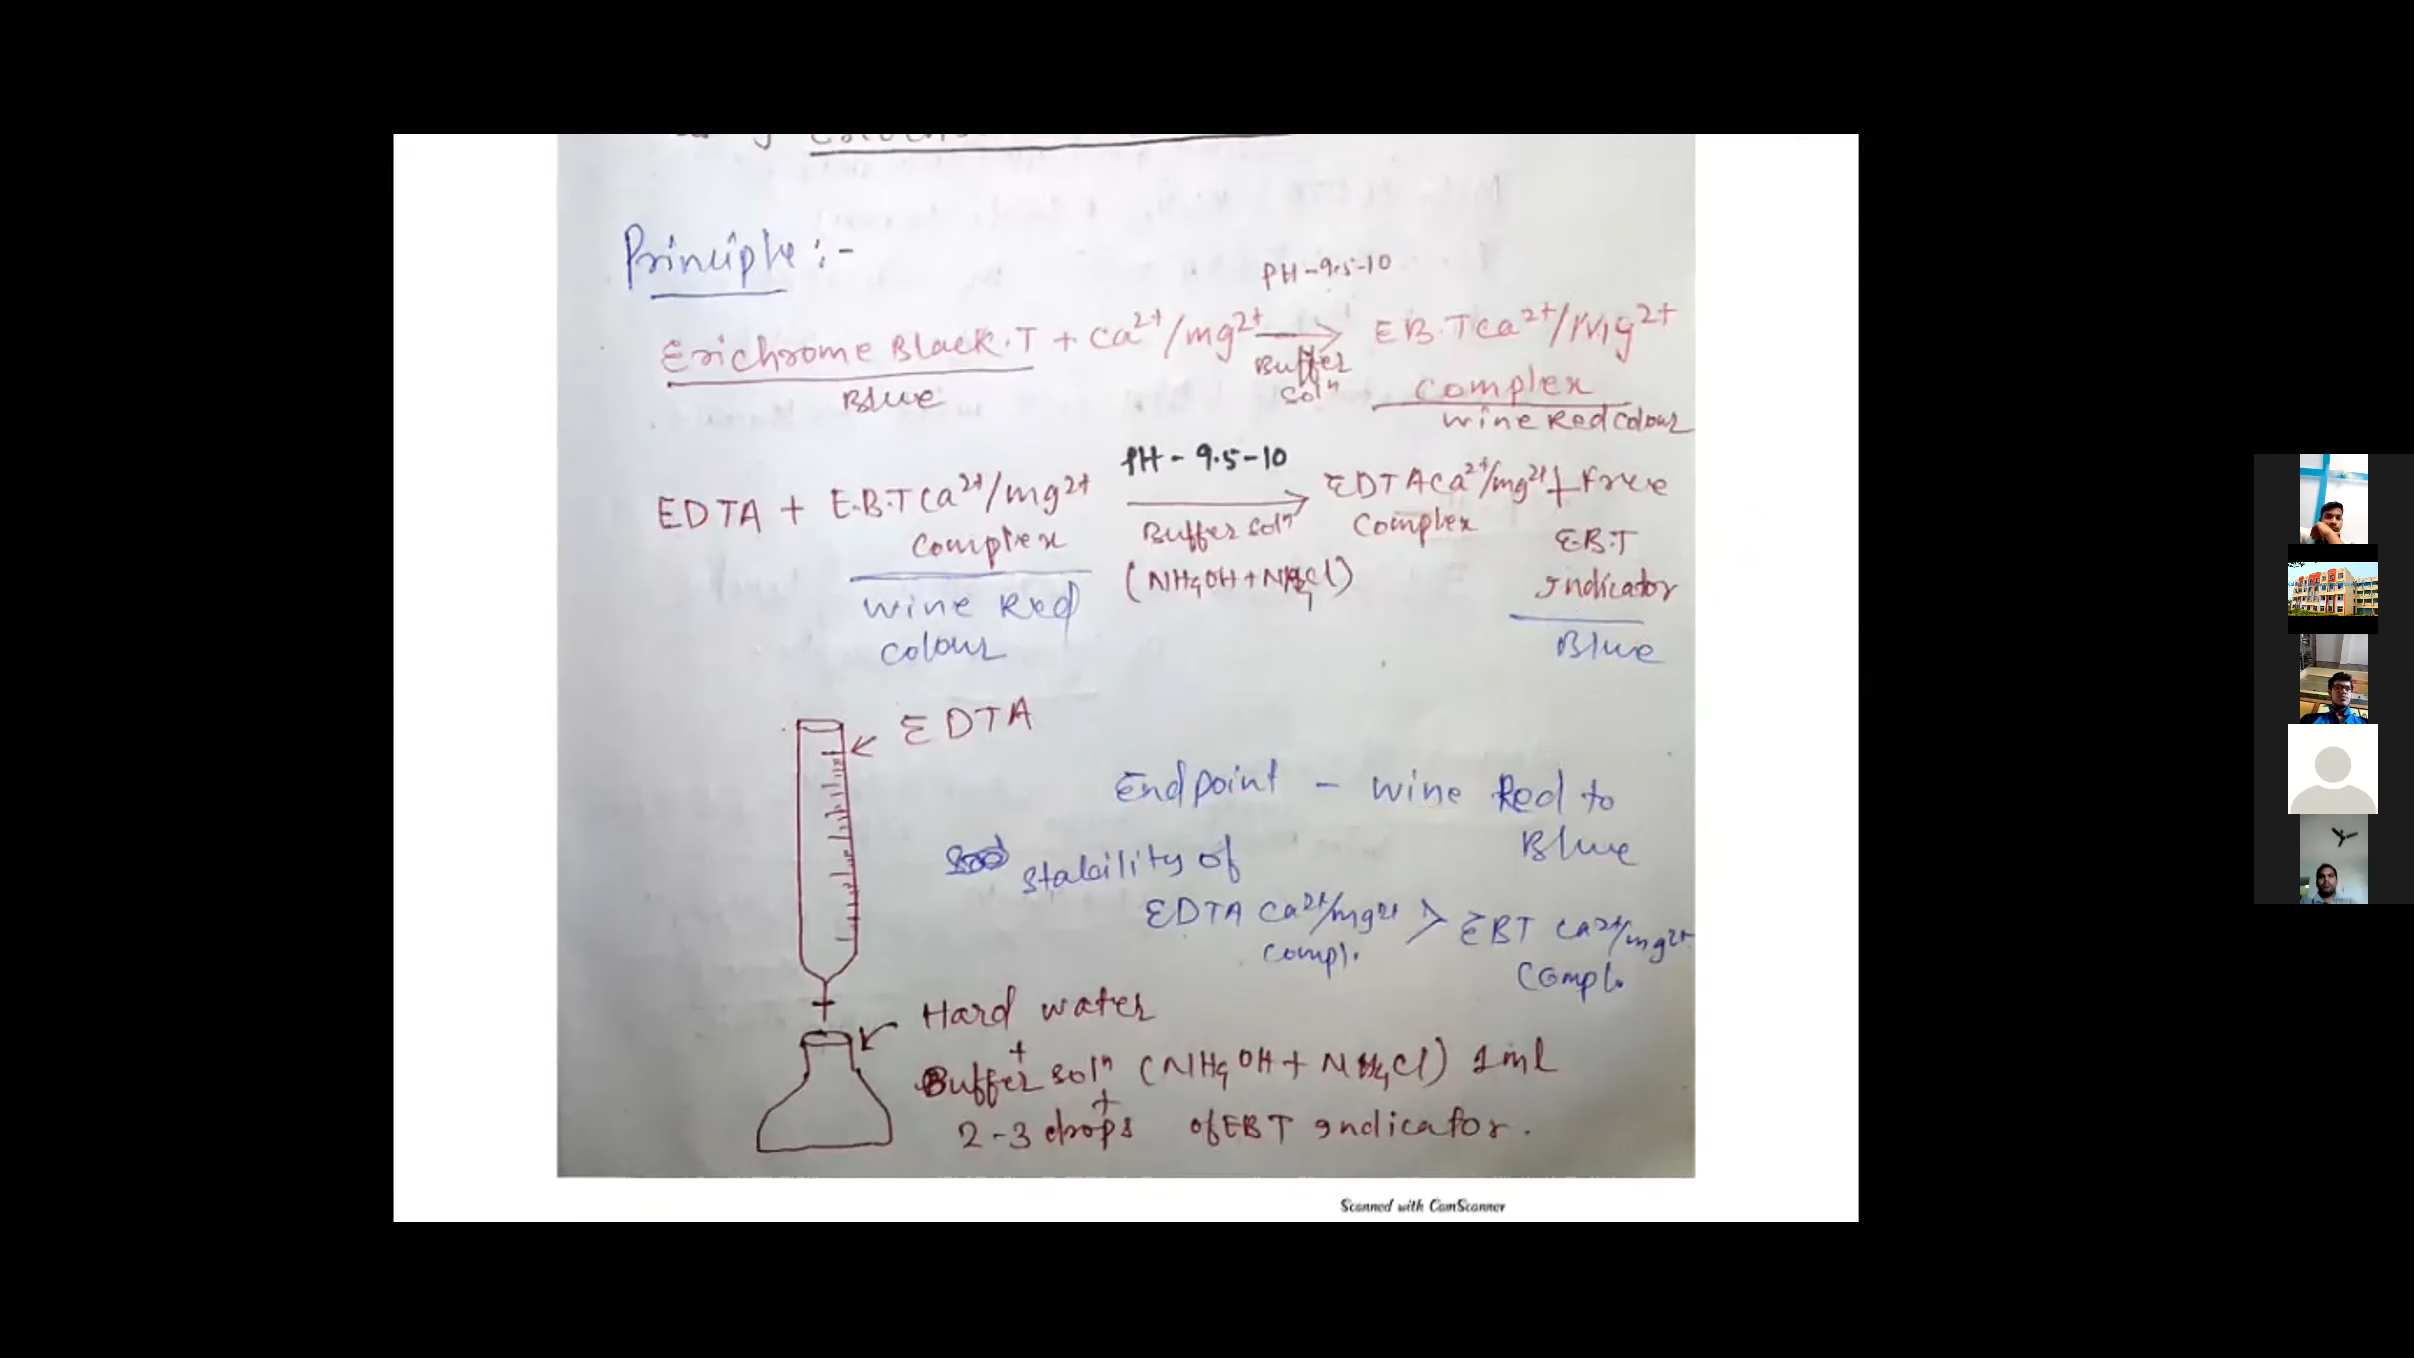 Principle :-
PH-9.5-10
Erichrome Black.T + Ca2+/mg2+ → E B.T Ca2+/Mg2+
Buffer
Soln
Complex
Blue
wine Red Colour
PH - 9.5-10
EDTA + E.B.T Ca2+/mg2+ → EDTA Ca2+/mg2+ + Free
Complex
Buffer Soln
Complex
E.B.T
(NH4OH + NH4Cl)
indicator
wine Red
colour
Blue
EDTA
Endpoint - wine Red to
Blue
stability of
EDTA Ca2+/mg2+ > EBT Ca2+/mg2+
Compl.
Compl.
Hard water
+
Buffer soln (NH4OH + NH4Cl) 1ml
+
2-3 drops of EBT indicator.
Scanned with CamScanner